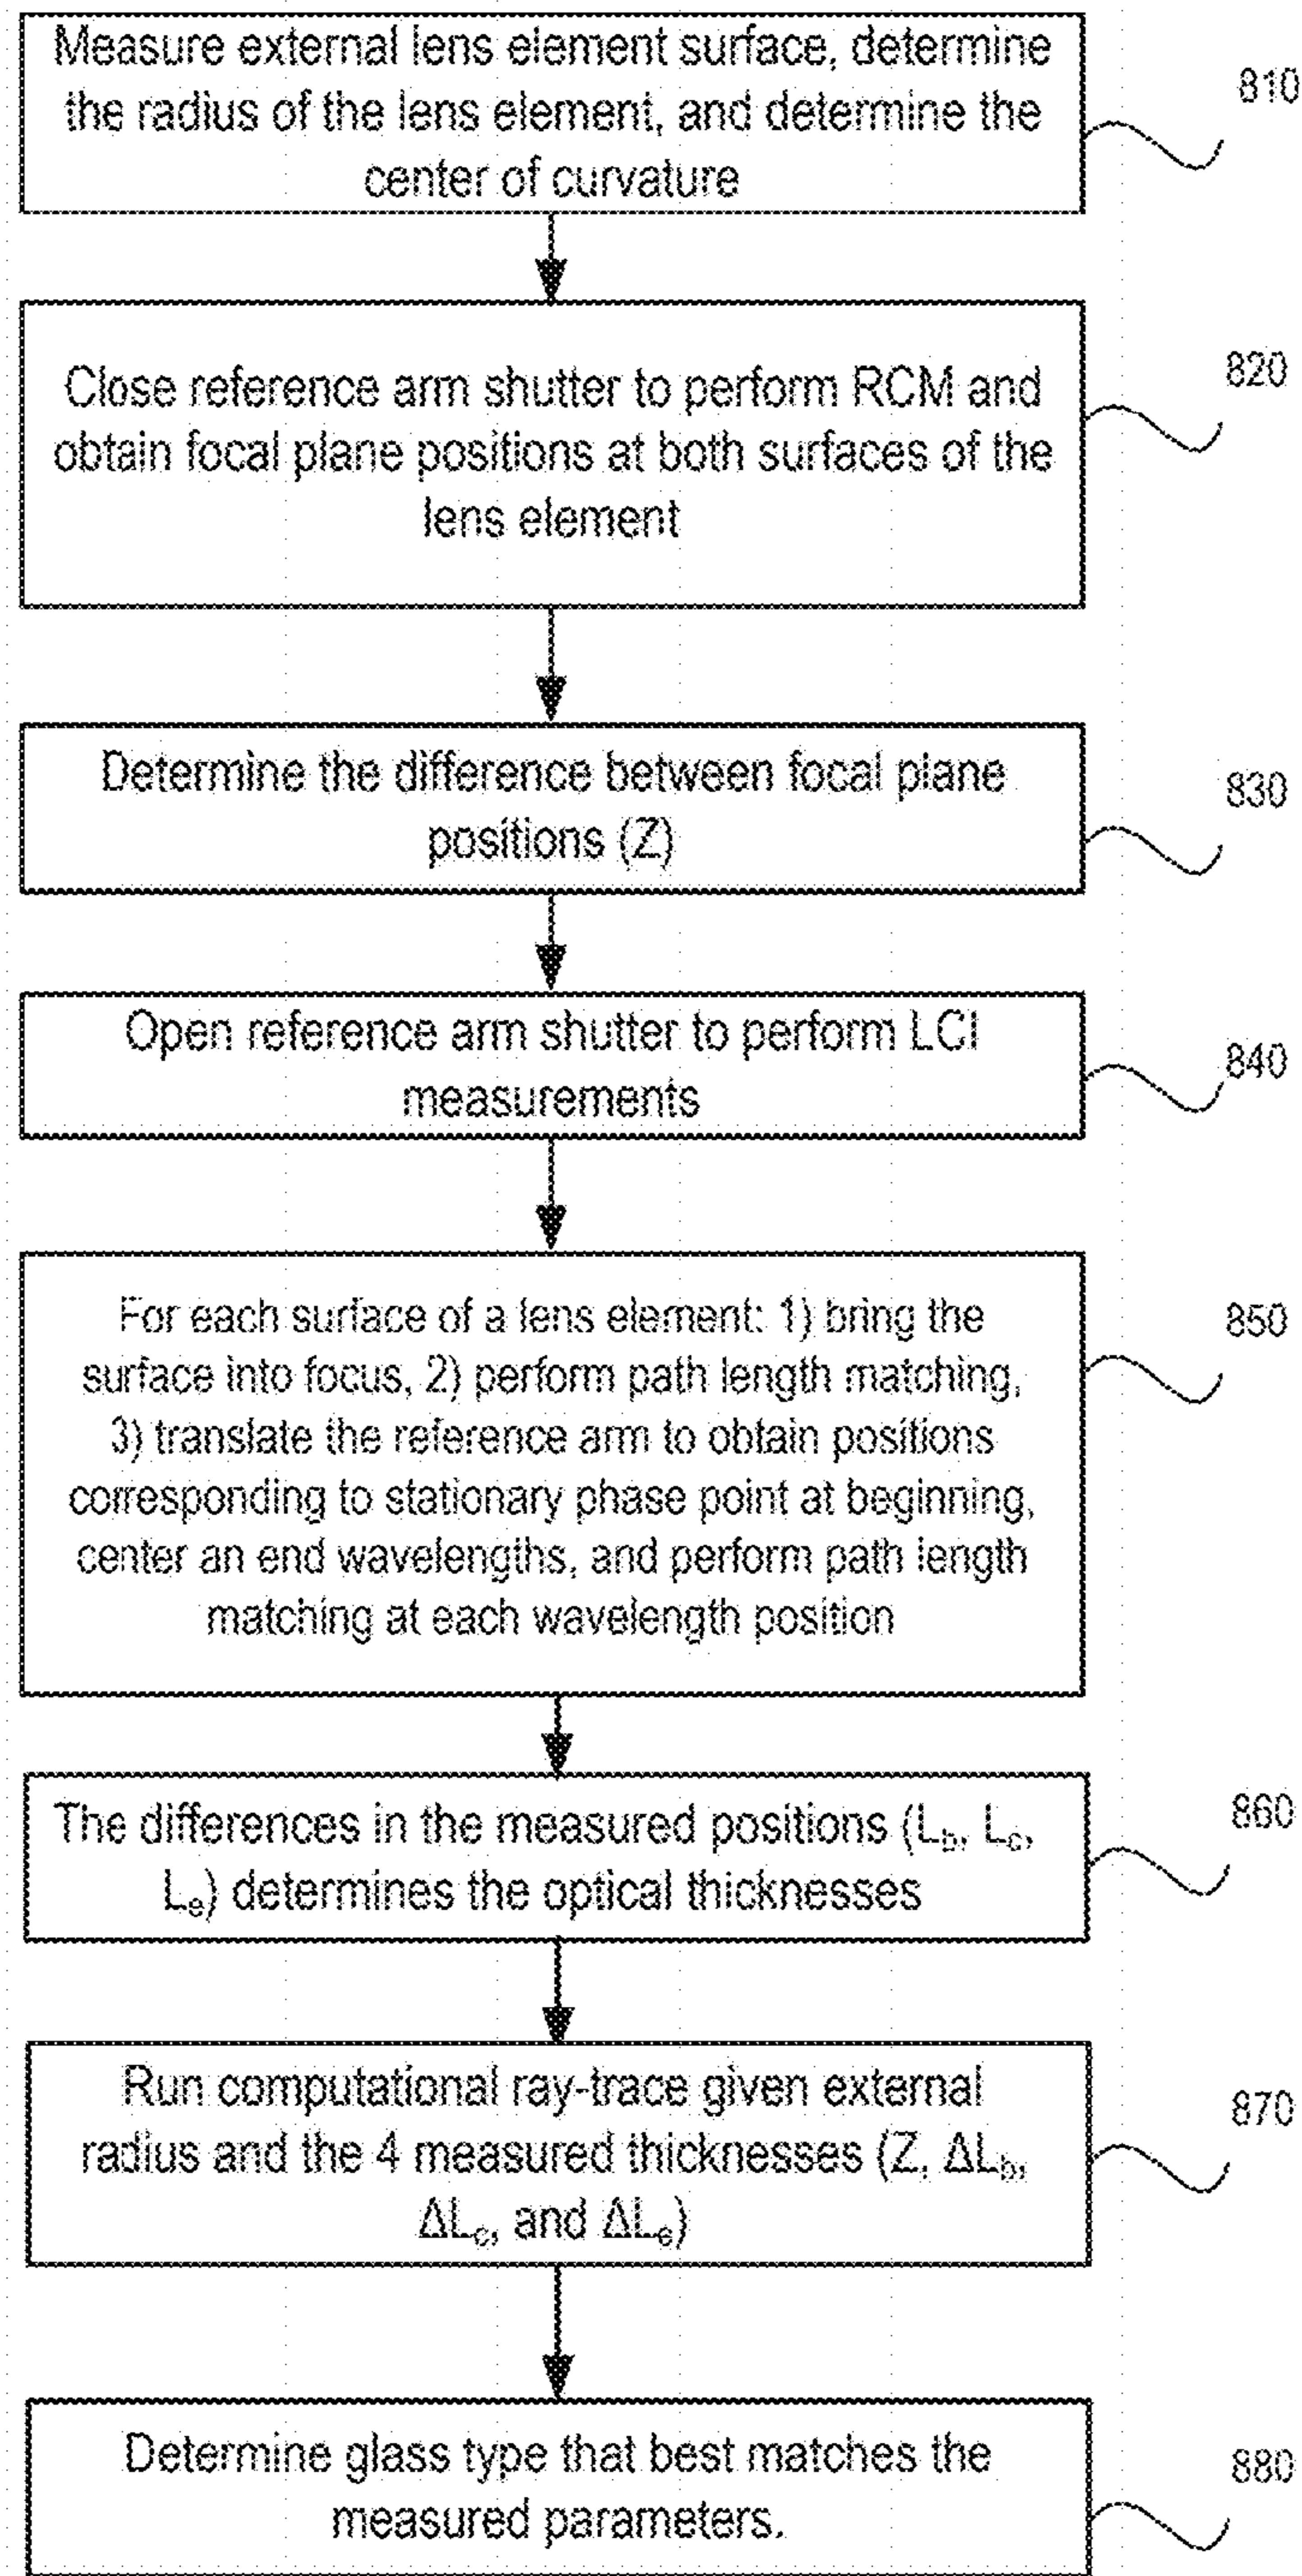 Measure external lens element surface, determine
the radius of the lens element, and determine the
center of curvature
810
Close reference arm shutter to perform RCM and
obtain focal plane positions at both surfaces of the
lens element
820
Determine the difference between focal plane
positions (Z)
830
Open reference arm shutter to perform LCI
measurements
840
For each surface of a lens element: 1) bring the
surface into focus, 2) perform path length matching,
3) translate the reference arm to obtain positions
corresponding to stationary phase point at beginning,
center an end wavelengths, and perform path length
matching at each wavelength position
850
The differences in the measured positions (L_b, L_c,
L_e) determines the optical thicknesses
860
Run computational ray-trace given external
radius and the 4 measured thicknesses (Z, ΔL_b,
ΔL_c, and ΔL_e)
870
Determine glass type that best matches the
measured parameters.
880